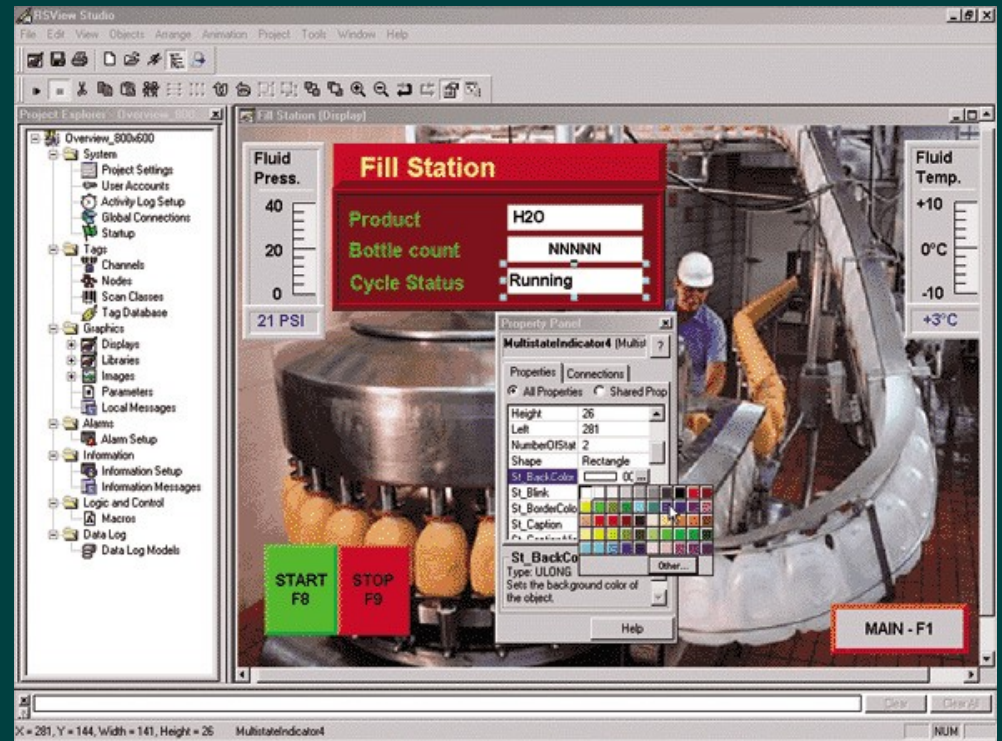 RSView Studio
File Edit View Objects Arrange Animation Project Tools Window Help
Project Explorer - Overview_800
Overview_800x600
System
Project Settings
User Accounts
Activity Log Setup
Global Connections
Startup
Tags
Channels
Nodes
Scan Classes
Tag Database
Graphics
Displays
Libraries
Images
Parameters
Local Messages
Alarms
Alarm Setup
Information
Information Setup
Information Messages
Logic and Control
Macros
Data Log
Data Log Models
Fill Station (Display)
Fluid
Press.
40
20
0
21 PSI
Fill Station
Product H2O
Bottle count NNNNN
Cycle Status Running
Fluid
Temp.
+10
0°C
-10
+3°C
Property Panel
MultistateIndicator4 (Multist ?
Properties Connections
All Properties Shared Prop
Height 26
Left 281
NumberOfStat 2
Shape Rectangle
St_BackColor 00 ...
St_Blink
St_BorderColo
St_Caption
Other...
St_BackCo
Type: ULONG
Sets the background color of
the object.
Help
START
F8
STOP
F9
MAIN - F1
Clear Clear All
X = 281, Y = 144, Width = 141, Height = 26 MultistateIndicator4 NUM